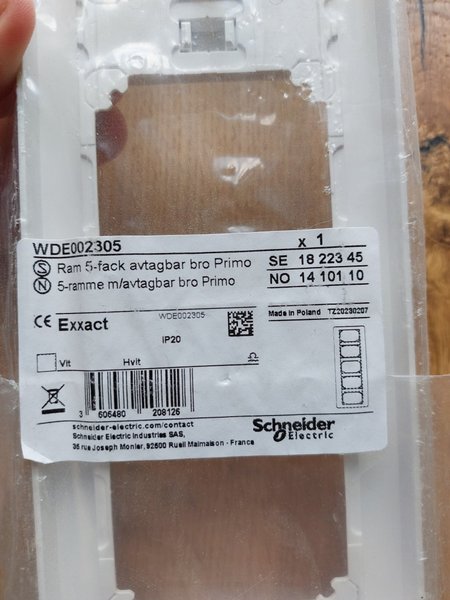 WDE002305
x 1
S Ram 5-fack avtagbar bro Primo
SE 18 223 45
N 5-ramme m/avtagbar bro Primo
NO 14 101 10
CE Exxact
WDE002305
IP20
Made in Poland TZ20230207
Vit Hvit
3 606480 208126
schneider-electric.com/contact
Schneider Electric Industries SAS,
35 rue Joseph Monier, 92500 Rueil Malmaison - France
Schneider
Electric